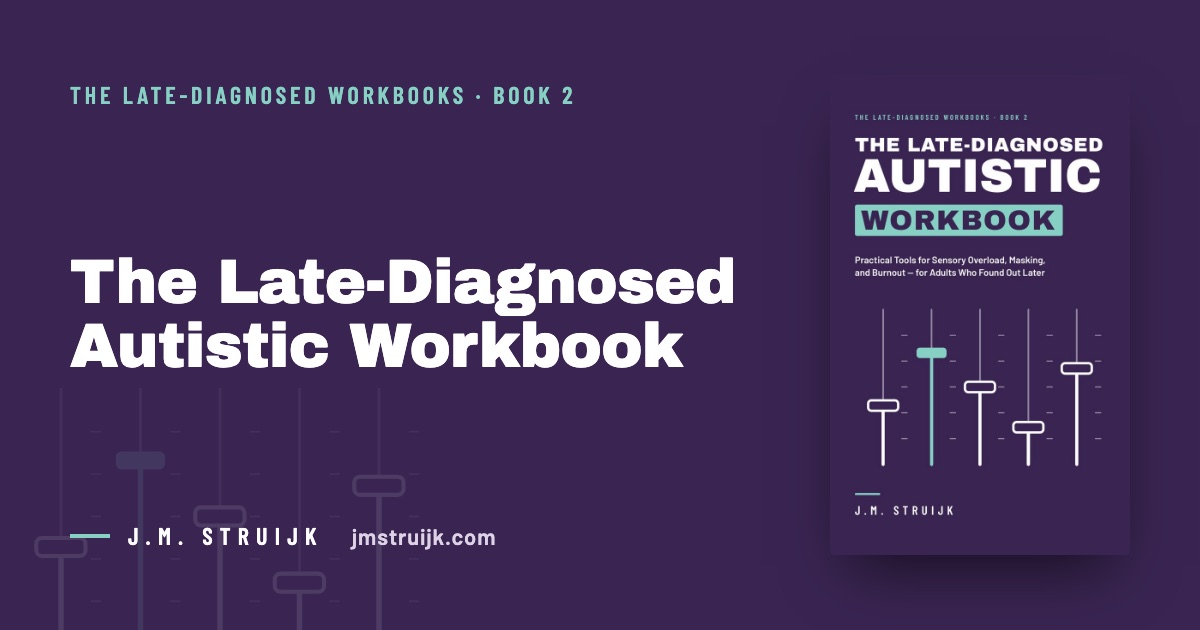 THE LATE-DIAGNOSED WORKBOOKS · BOOK 2
The Late-Diagnosed
Autistic Workbook
J.M. STRUIJK jmstruijk.com
THE LATE-DIAGNOSED WORKBOOKS · BOOK 2
THE LATE-DIAGNOSED
AUTISTIC
WORKBOOK
Practical Tools for Sensory Overload, Masking,
and Burnout — for Adults Who Found Out Later
J.M. STRUIJK